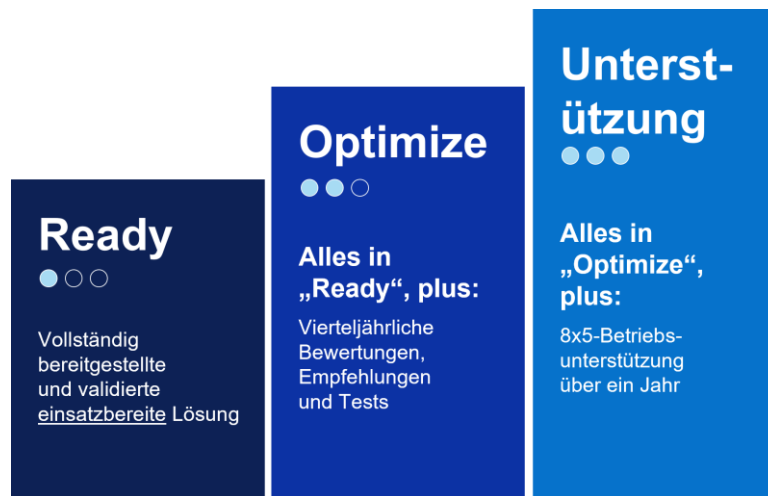 Ready
Vollständig
bereitgestellte
und validierte
einsatzbereite Lösung
Optimize
Alles in
„Ready“, plus:
Vierteljährliche
Bewertungen,
Empfehlungen
und Tests
Unterst-
ützung
Alles in
„Optimize“,
plus:
8x5-Betriebs-
unterstützung
über ein Jahr